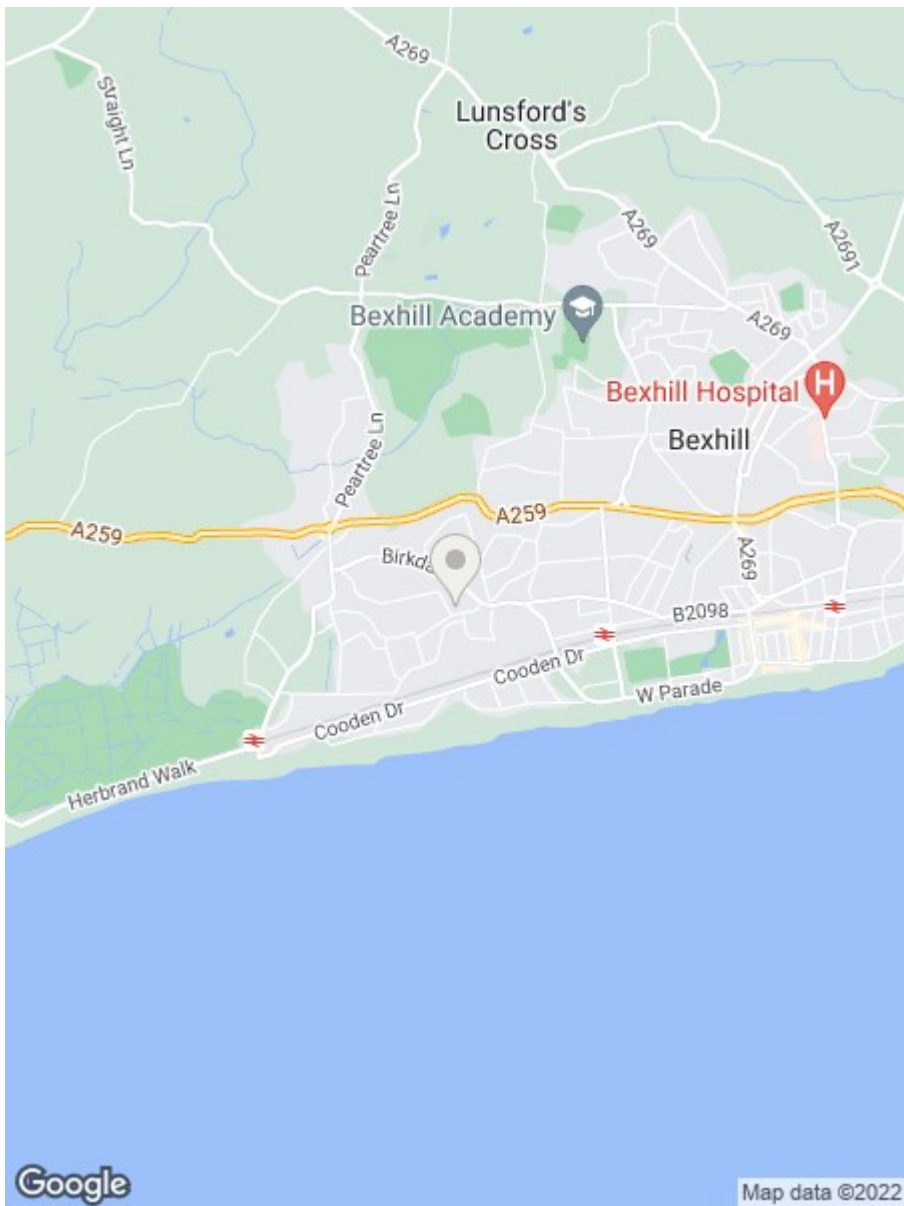 A269
Lunsford's
Cross
Straight Ln
Peartree Ln
A269
A2691
Bexhill Academy
A269
Bexhill Hospital
H
Bexhill
Peartree Ln
A259
A259
Birkda
A269
B2098
Cooden Dr
W Parade
Cooden Dr
Herbrand Walk
Google
Map data ©2022